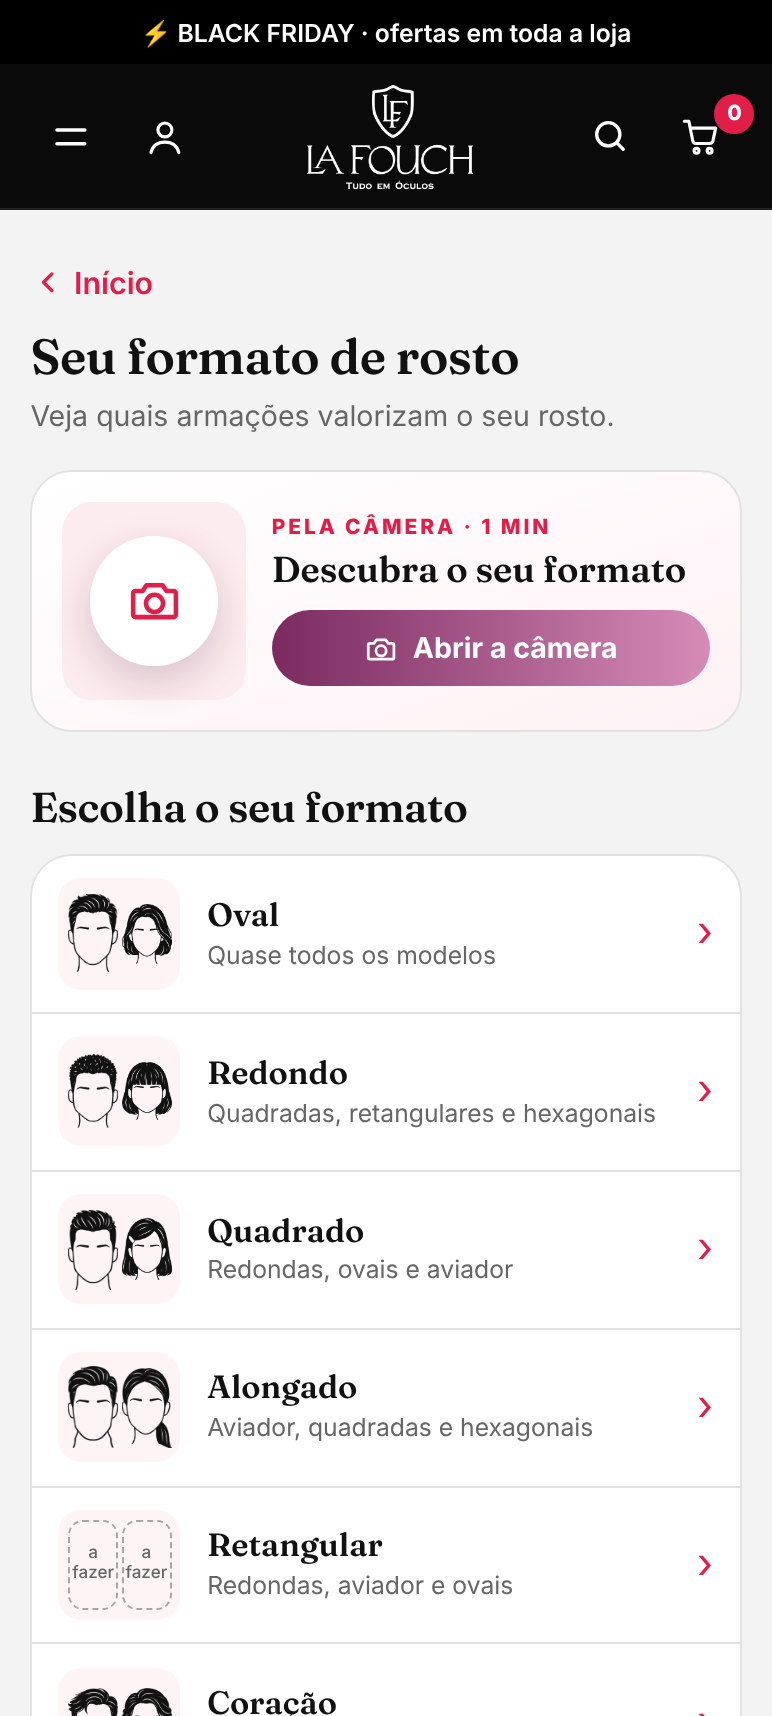 ⚡ BLACK FRIDAY · ofertas em toda a loja
LF
LA FOUCH
Tudo em Óculos
0
Início
Seu formato de rosto
Veja quais armações valorizam o seu rosto.
PELA CÂMERA · 1 MIN
Descubra o seu formato
Abrir a câmera
Escolha o seu formato
Oval
Quase todos os modelos
Redondo
Quadradas, retangulares e hexagonais
Quadrado
Redondas, ovais e aviador
Alongado
Aviador, quadradas e hexagonais
a fazer
a fazer
Retangular
Redondas, aviador e ovais
Coração